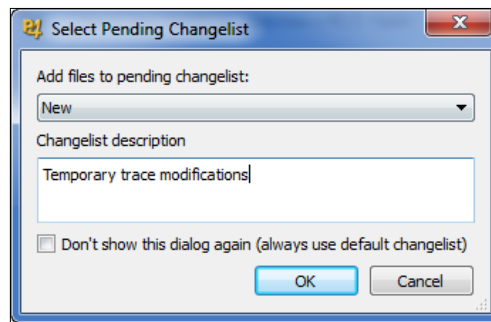 Select Pending Changelist
Add files to pending changelist:
New
Changelist description
Temporary trace modifications
Don't show this dialog again (always use default changelist)
OK Cancel